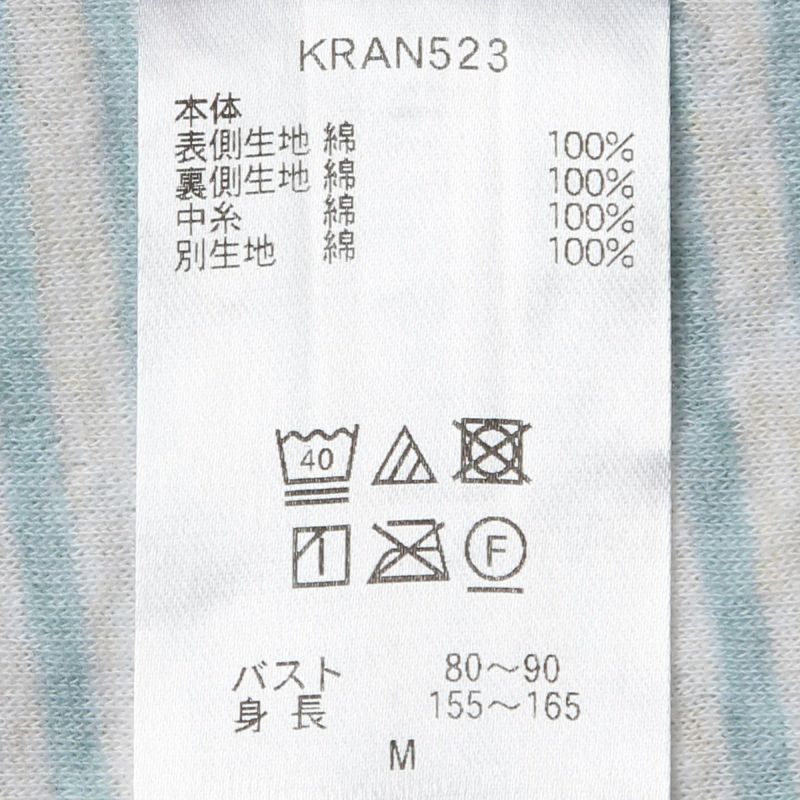 KRAN523
本体
表側生地 綿 100%
裏側生地 綿 100%
中糸 綿 100%
別生地 綿 100%
40
F
バスト 80～90
身長 155～165
M